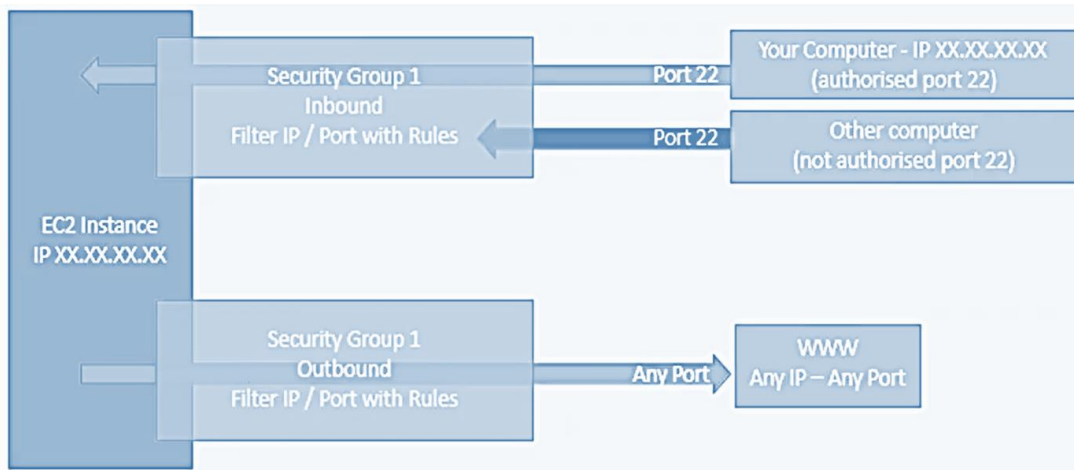 Your Computer - IP XX.XX.XX.XX
(authorised port 22)
Port 22
Security Group 1
Inbound
Filter IP / Port with Rules
Port 22
Other computer
(not authorised port 22)
EC2 Instance
IP XX.XX.XX.XX
Security Group 1
Outbound
Filter IP / Port with Rules
Any Port
WWW
Any IP – Any Port